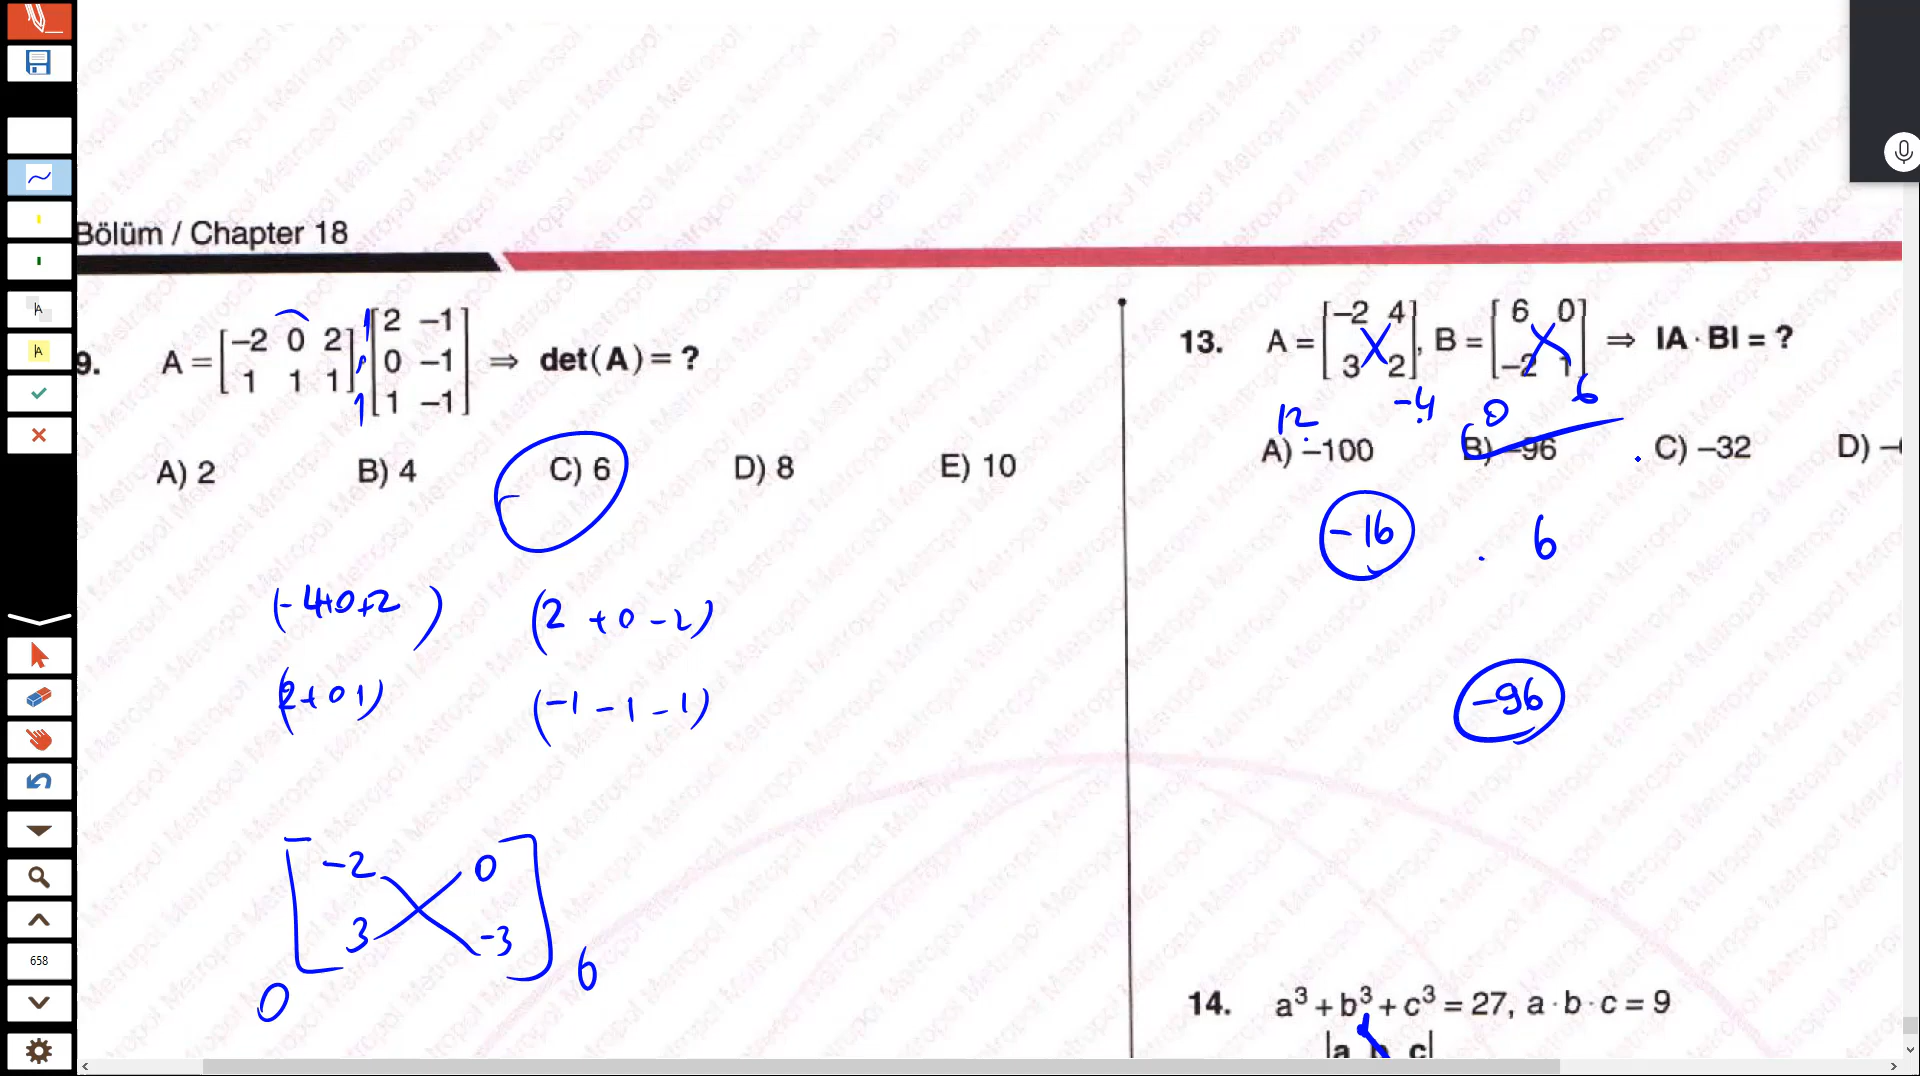 Bölüm / Chapter 18
9. A = [-2 0 2; 1 1 1] · [2 -1; 0 -1; 1 -1] ⇒ det(A) = ?
A) 2 B) 4 C) 6 D) 8 E) 10
(-4+0+2) (2 +0 -2)
(2+0 1) (-1 -1 -1)
-2 0
3 -3
0 6
13. A = [-2 4; 3 2], B = [6 0; -2 1] ⇒ |A · B| = ?
12 -4 0 6
A) –100 B) –96 C) –32 D) –
-16 . 6
-96
14. a³ + b³ + c³ = 27, a · b · c = 9
|a b c|
658